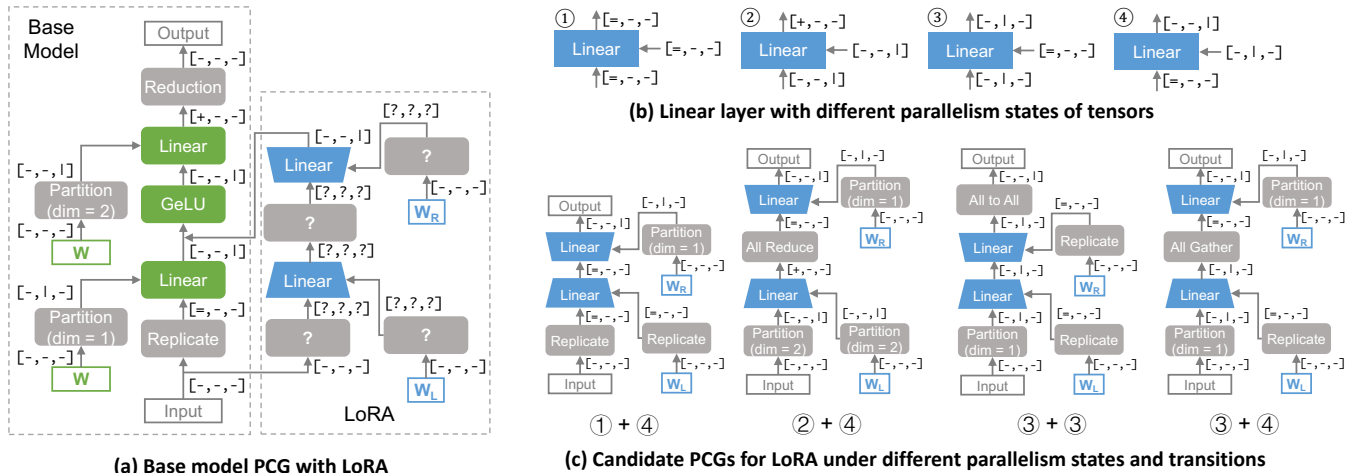 Base
Model
Output
[-,-,-]
Reduction
[+,-,-]
Linear
[-,-,|]
[-,-,|]
Partition
(dim = 2)
GeLU
[-,-,-]
W
[-,-,|]
Linear
[-,|,-]
Partition
(dim = 1)
[=,-,-]
Replicate
[-,-,-]
W
[-,-,-]
Input
[-,-,|]
[?,?,?]
Linear
?
[?,?,?]
[-,-,-]
W_R
?
[?,?,?]
Linear
[?,?,?]
[?,?,?]
?
?
[-,-,-]
[-,-,-]
W_L
LoRA
(a) Base model PCG with LoRA
①
[=,-,-]
Linear
[=,-,-]
[=,-,-]
②
[+,-,-]
Linear
[-,-,|]
[-,-,|]
③
[-,|,-]
Linear
[=,-,-]
[-,|,-]
④
[-,-,|]
Linear
[-,|,-]
[=,-,-]
(b) Linear layer with different parallelism states of tensors
Output
[-,-,|]
[-,|,-]
Linear
Partition
(dim = 1)
[=,-,-]
[-,-,-]
W_R
Linear
[=,-,-]
[=,-,-]
Replicate
Replicate
[-,-,-]
[-,-,-]
Input
W_L
① + ④
Output
[-,-,|]
[-,|,-]
Linear
Partition
(dim = 1)
[=,-,-]
[-,-,-]
All Reduce
W_R
[+,-,-]
Linear
[-,-,|]
[-,-,|]
Partition
(dim = 2)
Partition
(dim = 2)
[-,-,-]
[-,-,-]
Input
W_L
② + ④
Output
[-,-,|]
All to All
[-,|,-]
[=,-,-]
Linear
Replicate
[-,|,-]
[-,-,-]
W_R
Linear
[-,|,-]
[=,-,-]
Partition
(dim = 1)
Replicate
[-,-,-]
[-,-,-]
Input
W_L
③ + ③
Output
[-,-,|]
[-,|,-]
Linear
Partition
(dim = 1)
[=,-,-]
[-,-,-]
All Gather
W_R
[-,|,-]
Linear
[-,|,-]
[=,-,-]
Partition
(dim = 1)
Replicate
[-,-,-]
[-,-,-]
Input
W_L
③ + ④
(c) Candidate PCGs for LoRA under different parallelism states and transitions